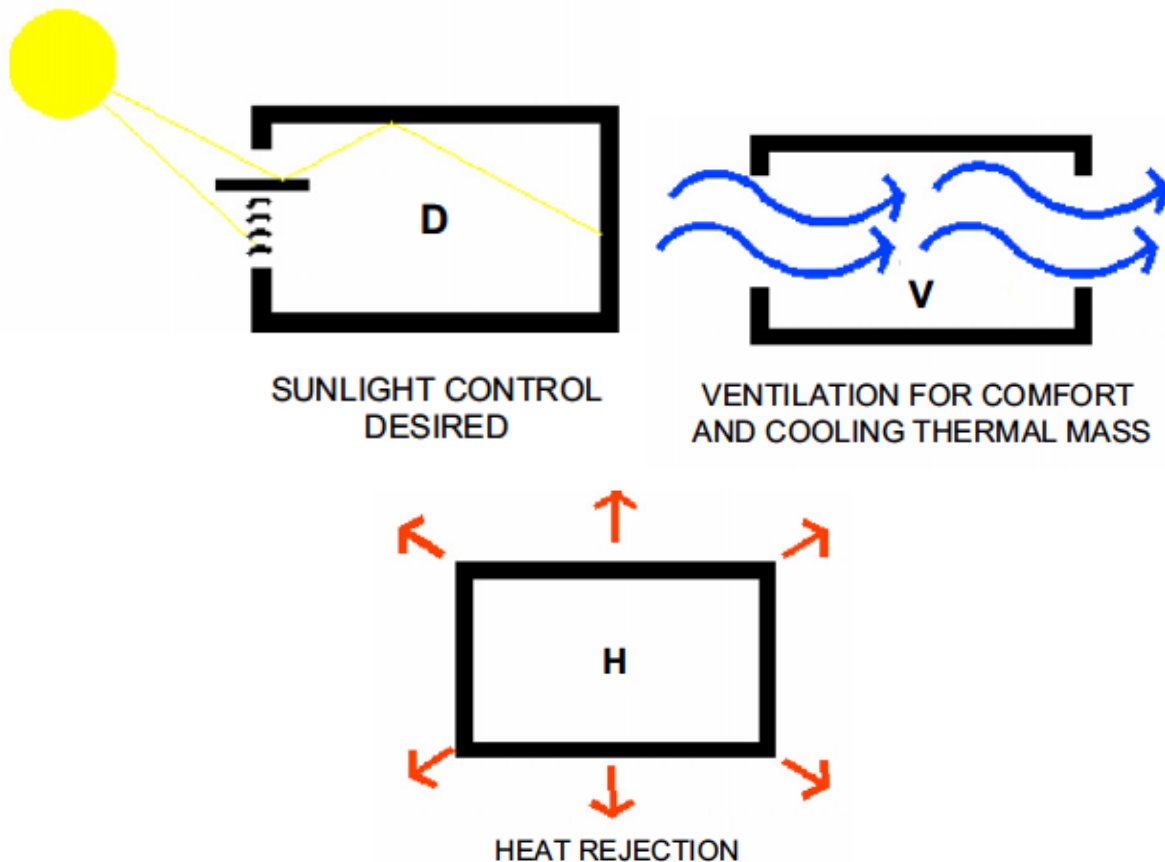 D
SUNLIGHT CONTROL
DESIRED
V
VENTILATION FOR COMFORT
AND COOLING THERMAL MASS
H
HEAT REJECTION